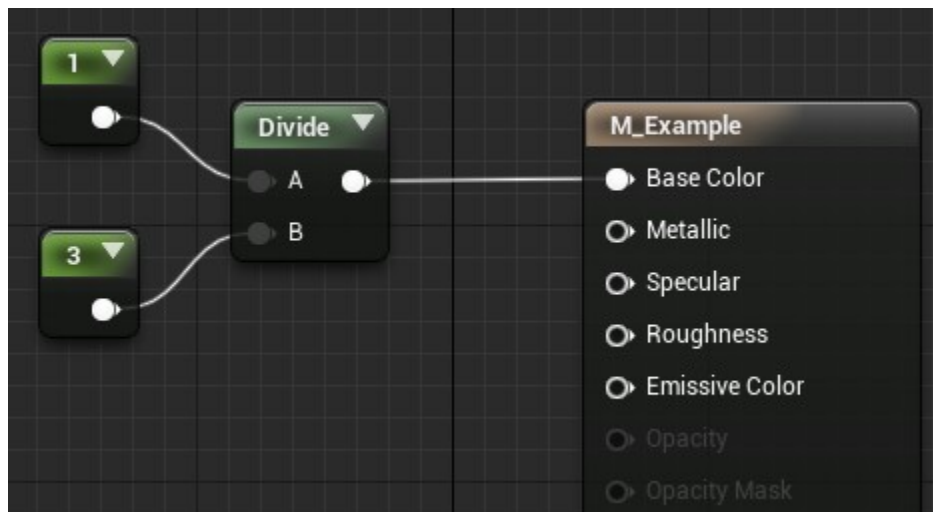 1
Divide
A
B
3
M_Example
Base Color
Metallic
Specular
Roughness
Emissive Color
Opacity
Opacity Mask